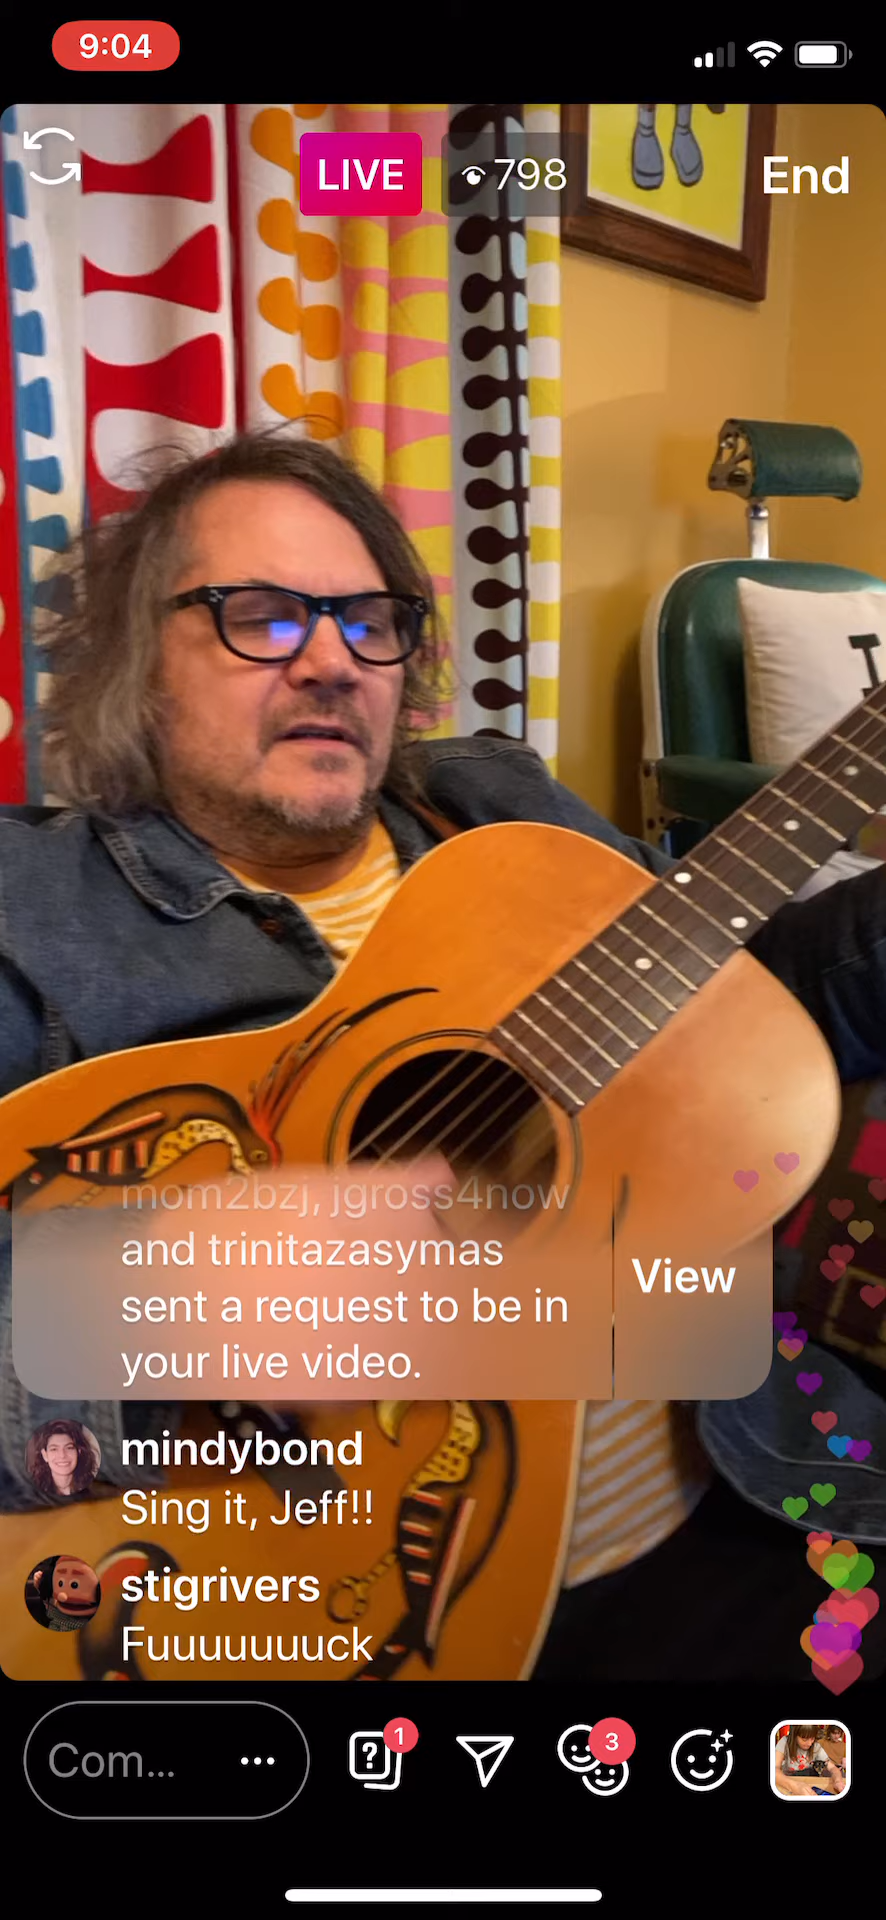 9:04
LIVE
798
End
mom2bzj, jgross4now
and trinitazasymas
sent a request to be in
your live video.
View
mindybond
Sing it, Jeff!!
stigrivers
Fuuuuuuuck
Com...
1
3